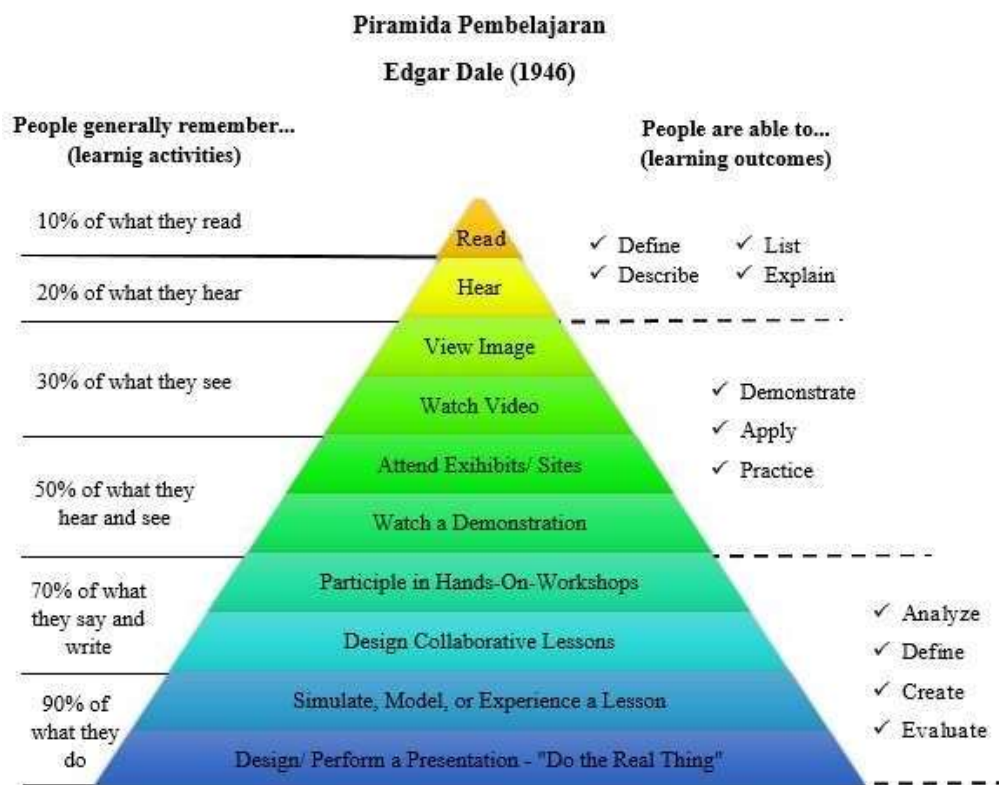 Piramida Pembelajaran
Edgar Dale (1946)
People generally remember...
(learnig activities)
People are able to...
(learning outcomes)
10% of what they read
20% of what they hear
30% of what they see
50% of what they
hear and see
70% of what
they say and
write
90% of
what they
do
Read
Hear
View Image
Watch Video
Attend Exihibits/ Sites
Watch a Demonstration
Participle in Hands-On-Workshops
Design Collaborative Lessons
Simulate, Model, or Experience a Lesson
Design/ Perform a Presentation - "Do the Real Thing"
✓ Define ✓ List
✓ Describe ✓ Explain
✓ Demonstrate
✓ Apply
✓ Practice
✓ Analyze
✓ Define
✓ Create
✓ Evaluate